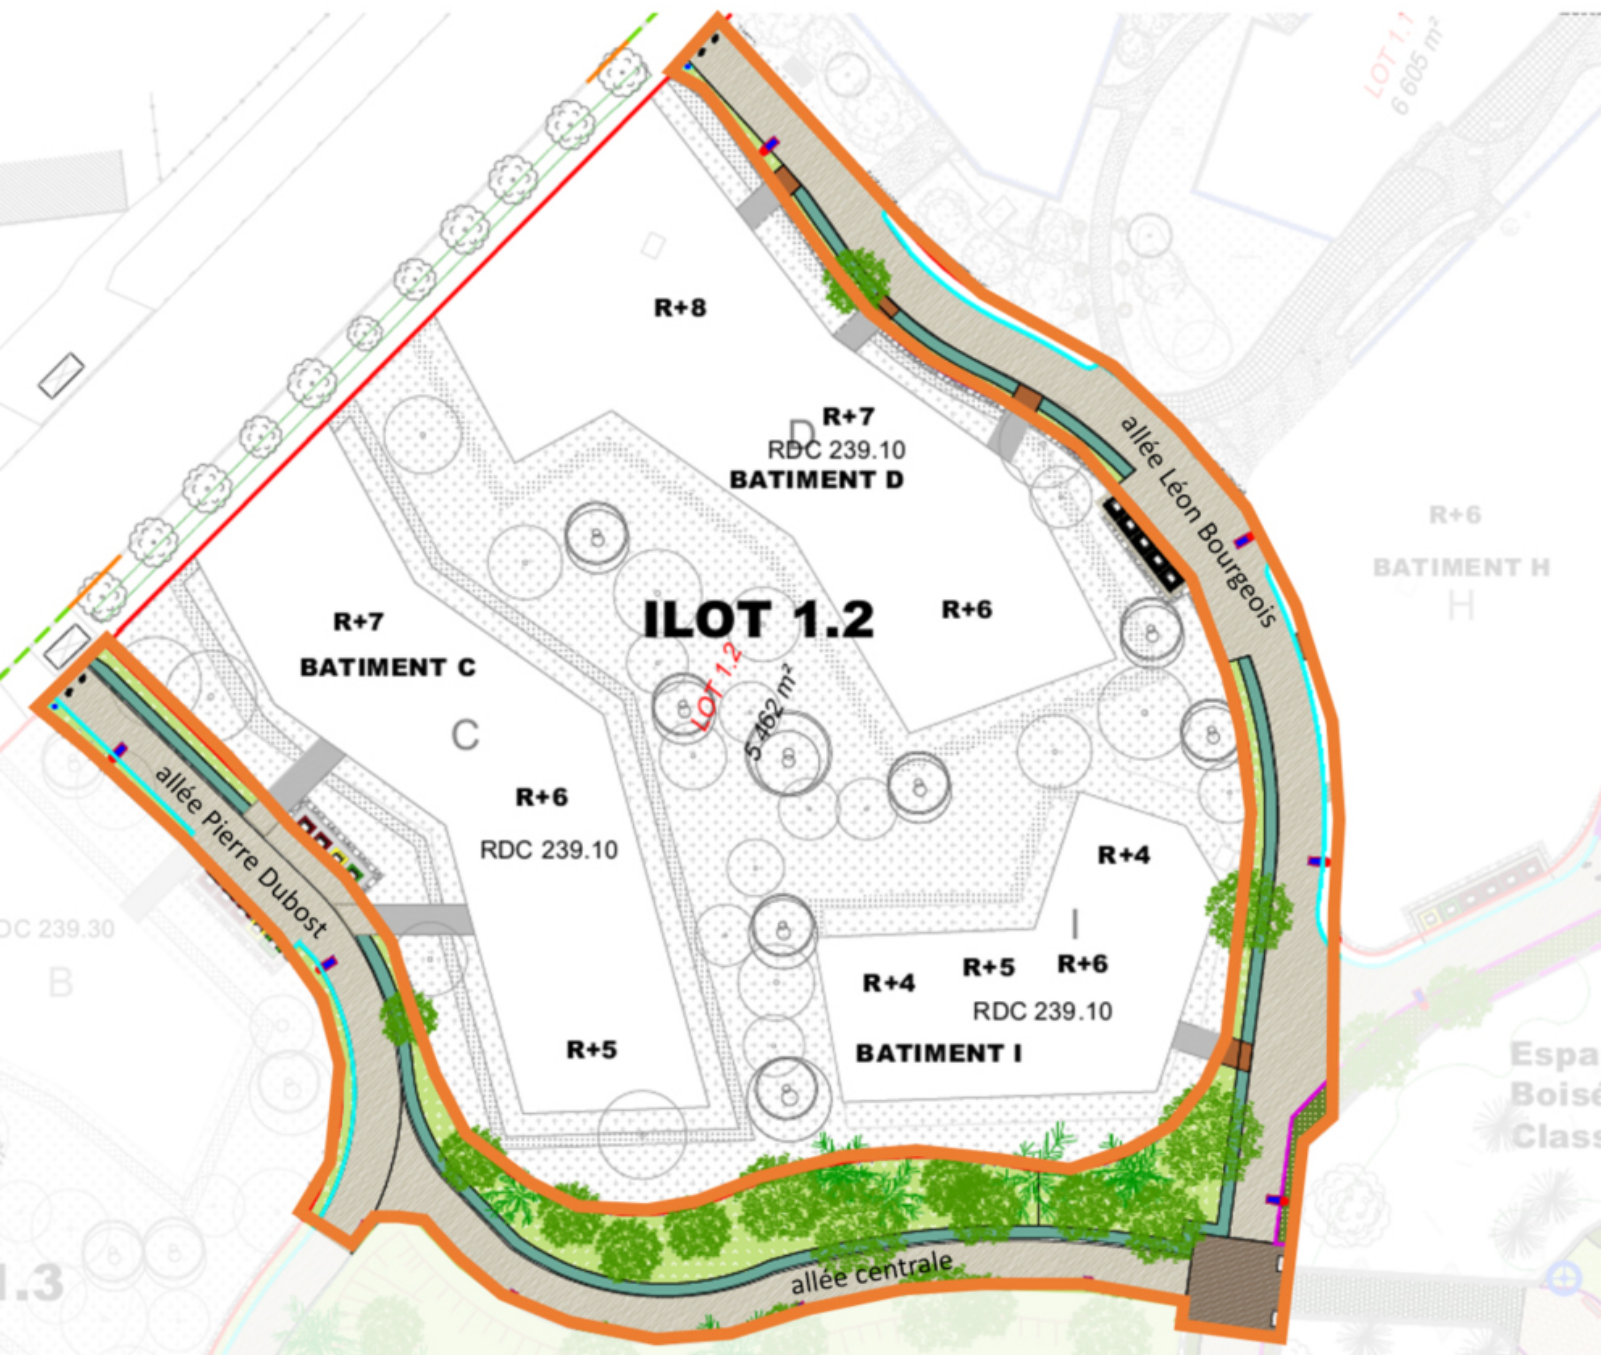 LOT 1.1
6 605 m²
R+8
R+7
D
RDC 239.10
BATIMENT D
allée Léon Bourgeois
R+6
BATIMENT H
H
R+7
BATIMENT C
C
ILOT 1.2
R+6
LOT 1.2
5 462 m²
R+6
RDC 239.10
allée Pierre Dubost
R+4
I
R+4
R+5
R+6
RDC 239.10
BATIMENT I
DC 239.30
B
R+5
Espa
Boisé
Class
allée centrale
1.3